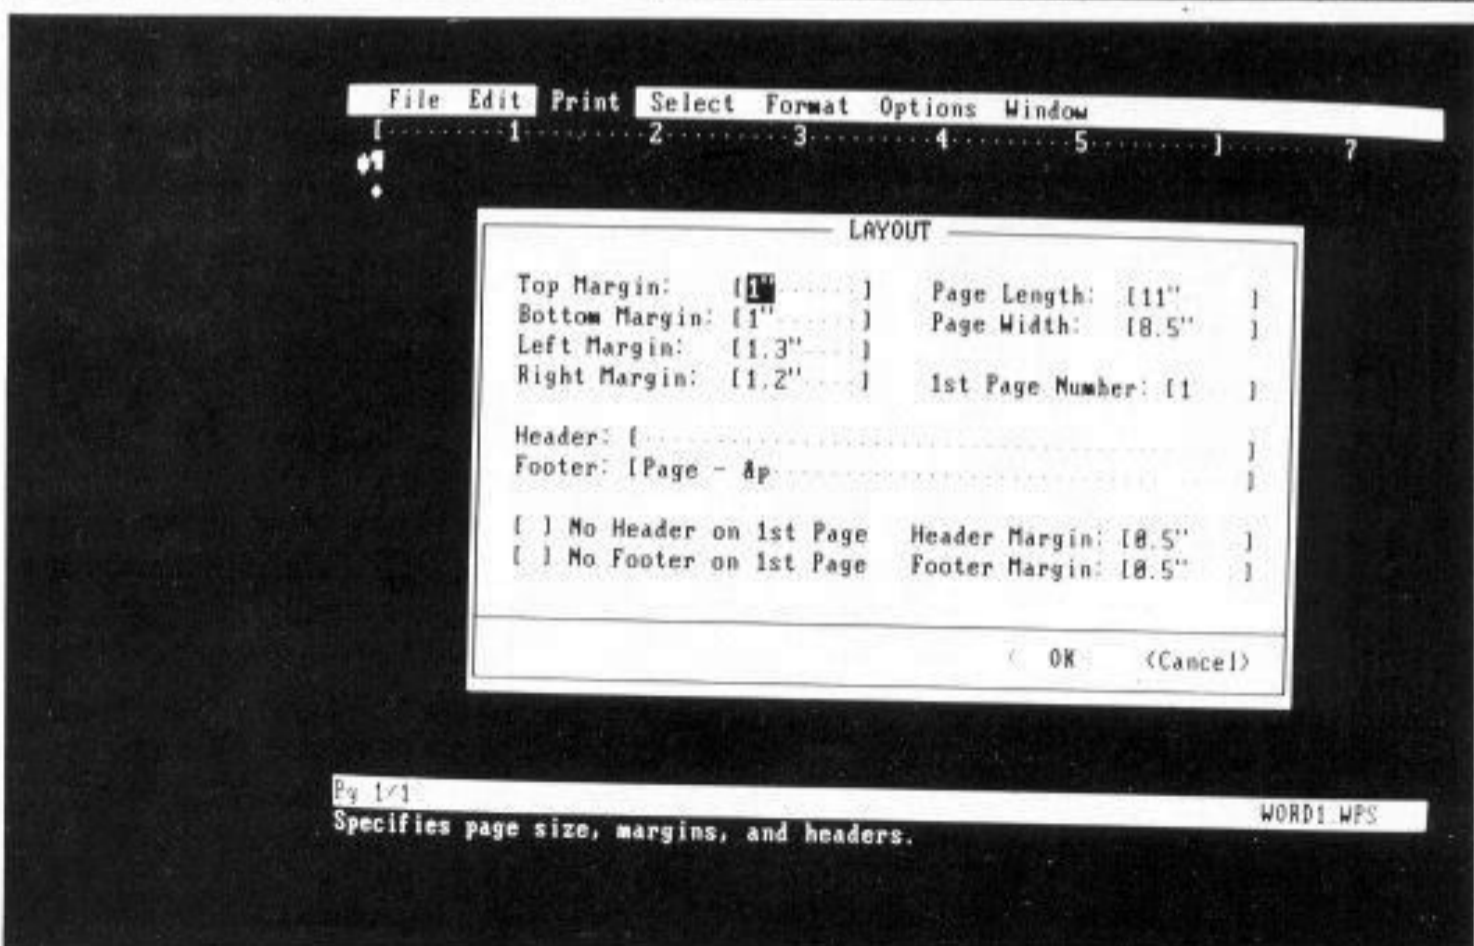 File Edit Print Select Format Options Window
[.........1.........2.........3.........4.........5.........].........7
LAYOUT
Top Margin: [1"......] Page Length: [11" ]
Bottom Margin: [1"......] Page Width: [8.5" ]
Left Margin: [1.3"....]
Right Margin: [1.2"....] 1st Page Number: [1 ]
Header: [ ]
Footer: [Page - &p ]
[ ] No Header on 1st Page Header Margin: [0.5" ]
[ ] No Footer on 1st Page Footer Margin: [0.5" ]
< OK > <Cancel>
Pg 1/1 WORD1.WPS
Specifies page size, margins, and headers.